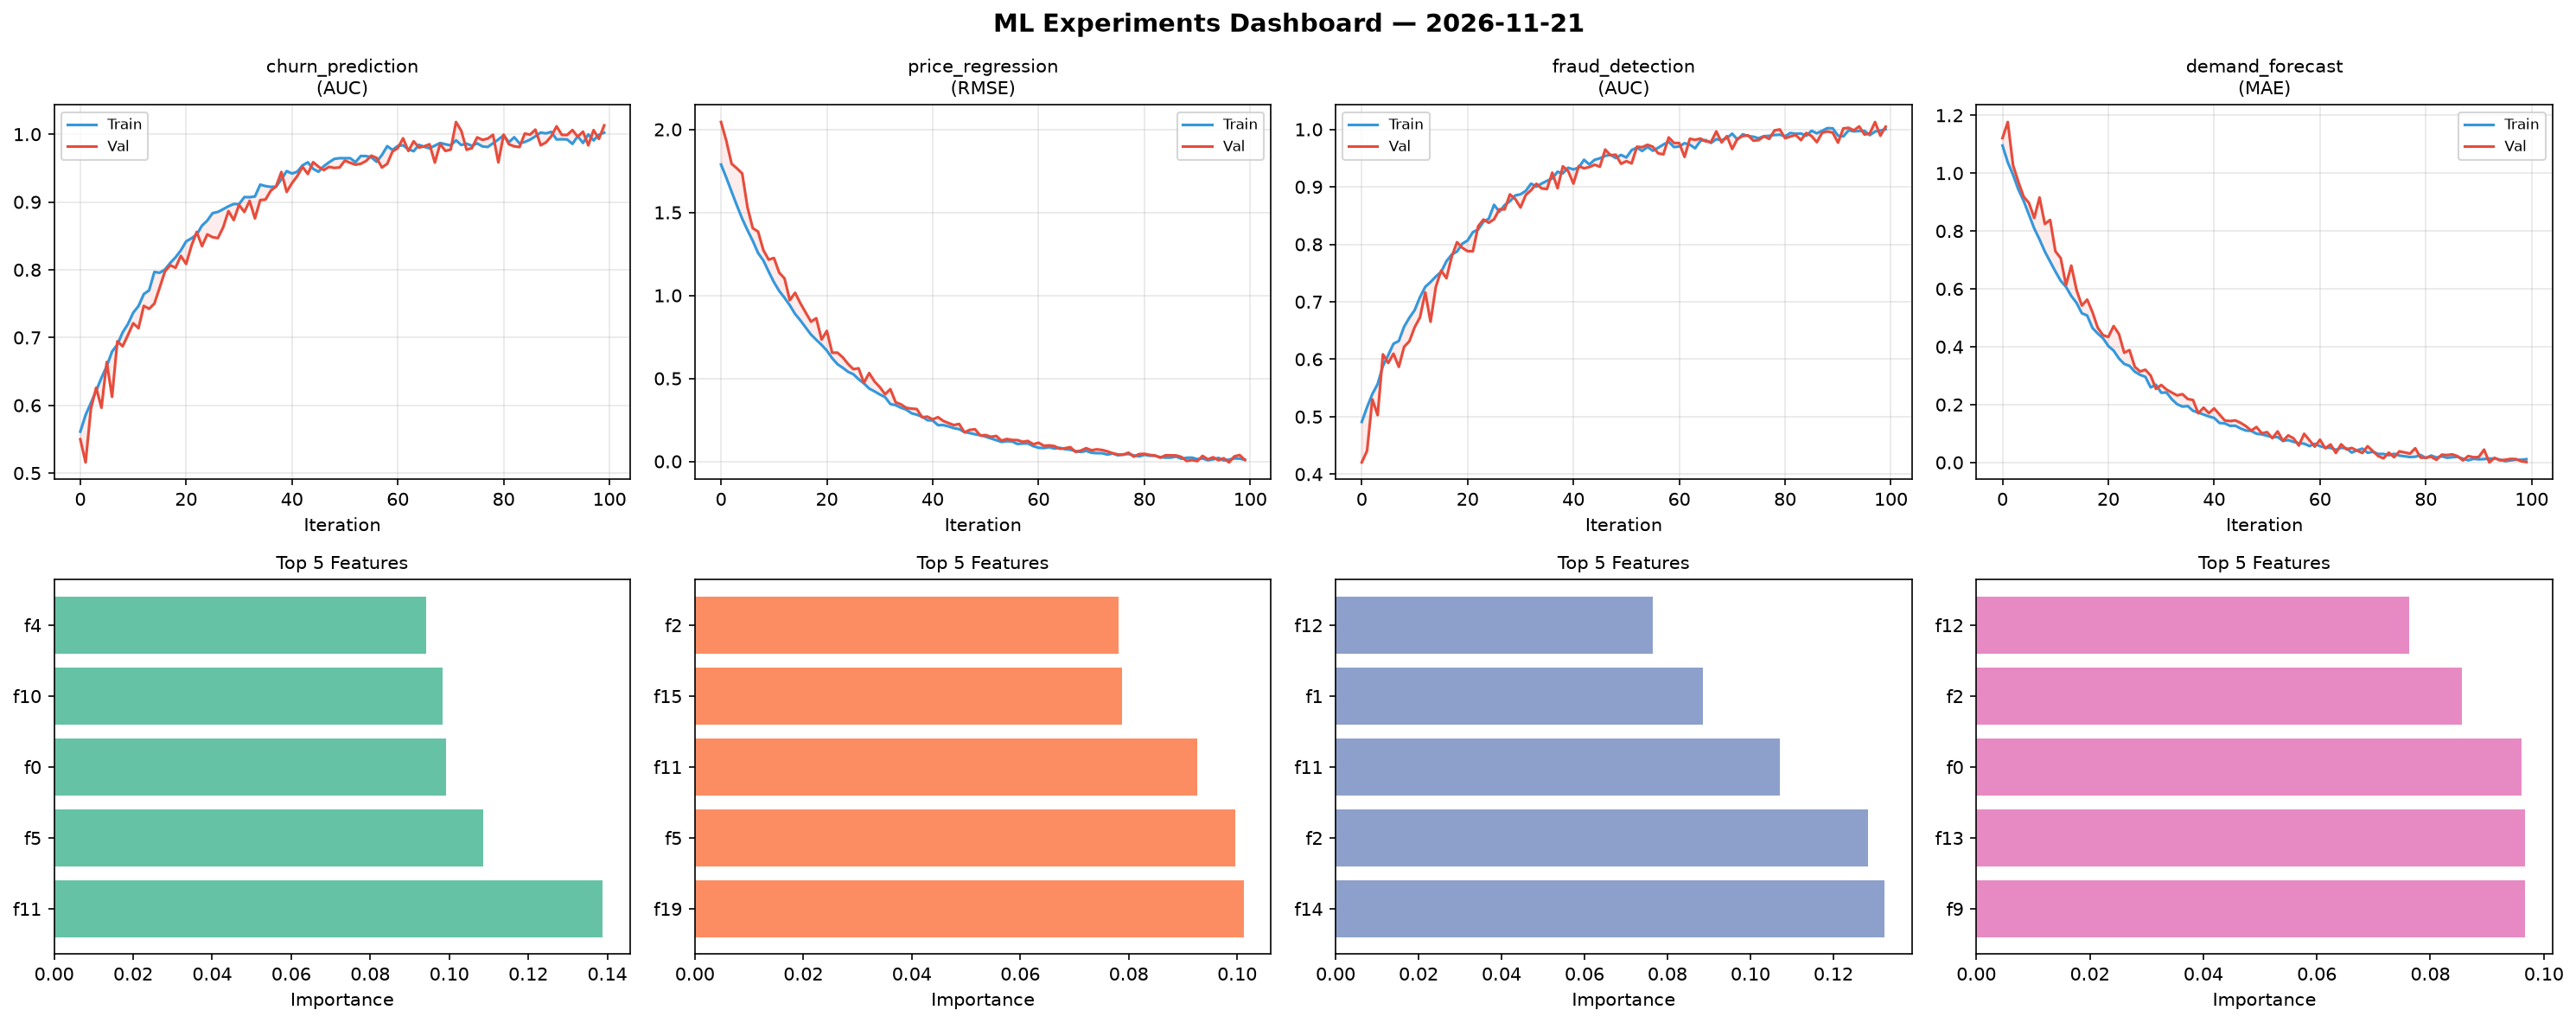 ML Experiments Dashboard — 2026-11-21
churn_prediction
(AUC)
Train
Val
1.0
0.9
0.8
0.7
0.6
0.5
0
20
40
60
80
100
Iteration
price_regression
(RMSE)
Train
Val
2.0
1.5
1.0
0.5
0.0
0
20
40
60
80
100
Iteration
fraud_detection
(AUC)
Train
Val
1.0
0.9
0.8
0.7
0.6
0.5
0.4
0
20
40
60
80
100
Iteration
demand_forecast
(MAE)
Train
Val
1.2
1.0
0.8
0.6
0.4
0.2
0.0
0
20
40
60
80
100
Iteration
Top 5 Features
f4
f10
f0
f5
f11
0.00
0.02
0.04
0.06
0.08
0.10
0.12
0.14
Importance
Top 5 Features
f2
f15
f11
f5
f19
0.00
0.02
0.04
0.06
0.08
0.10
Importance
Top 5 Features
f12
f1
f11
f2
f14
0.00
0.02
0.04
0.06
0.08
0.10
0.12
Importance
Top 5 Features
f12
f2
f0
f13
f9
0.00
0.02
0.04
0.06
0.08
0.10
Importance